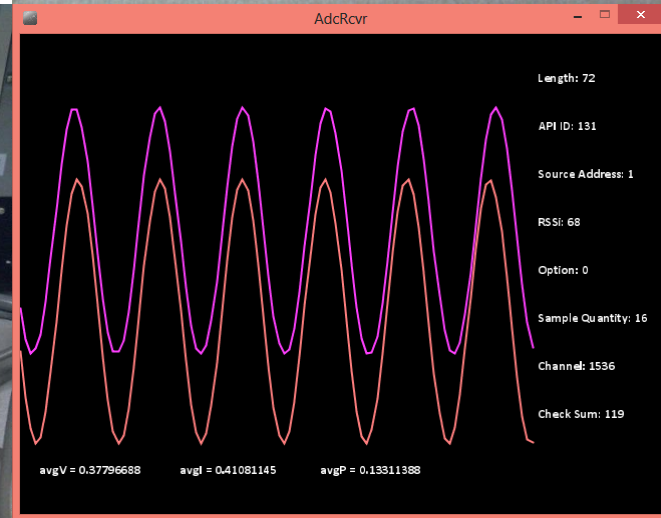 AdcRcvr
Length: 72
API ID: 131
Source Address: 1
RSSi: 68
Option: 0
Sample Quantity: 16
Channel: 1536
Check Sum: 119
avgV = 0.37796688 avgI = 0.41081145 avgP = 0.13311388